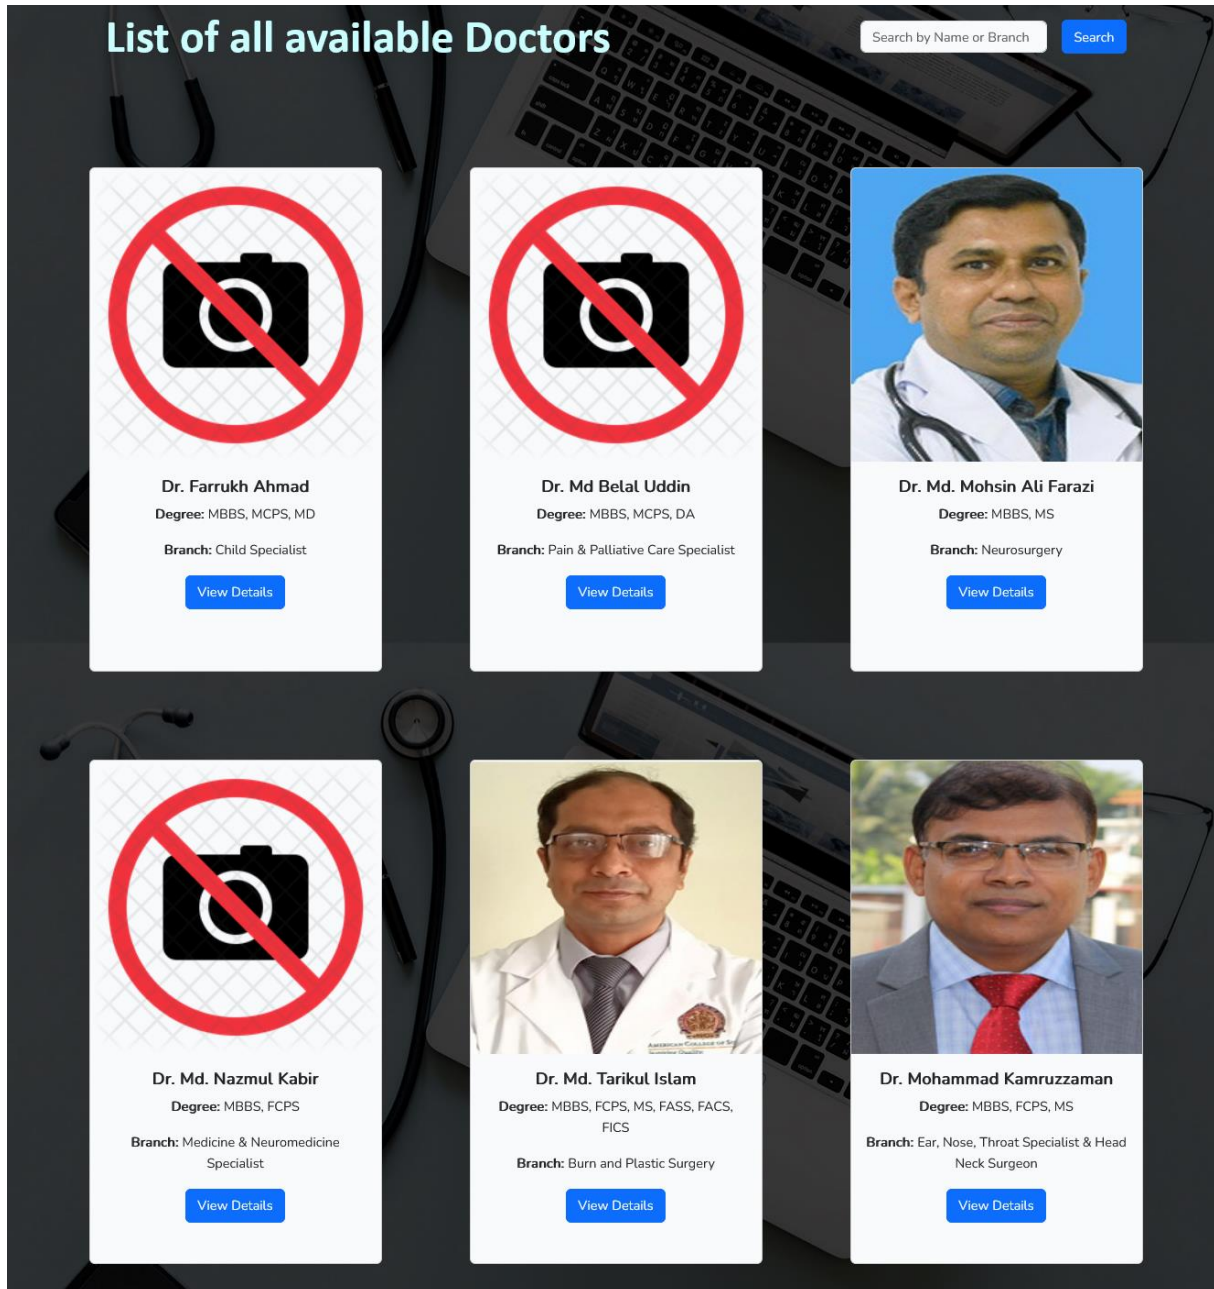 List of all available Doctors
Search by Name or Branch
Search
Dr. Farrukh Ahmad
Degree: MBBS, MCPS, MD
Branch: Child Specialist
View Details
Dr. Md Belal Uddin
Degree: MBBS, MCPS, DA
Branch: Pain & Palliative Care Specialist
View Details
Dr. Md. Mohsin Ali Farazi
Degree: MBBS, MS
Branch: Neurosurgery
View Details
Dr. Md. Nazmul Kabir
Degree: MBBS, FCPS
Branch: Medicine & Neuromedicine
Specialist
View Details
AMERICAN COLLEGE OF
Dr. Md. Tarikul Islam
Degree: MBBS, FCPS, MS, FASS, FACS,
FICS
Branch: Burn and Plastic Surgery
View Details
Dr. Mohammad Kamruzzaman
Degree: MBBS, FCPS, MS
Branch: Ear, Nose, Throat Specialist & Head
Neck Surgeon
View Details